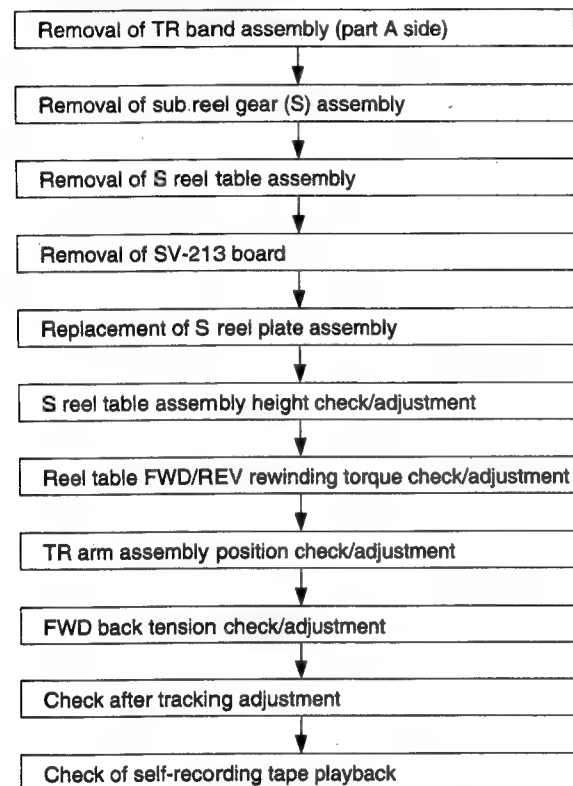 Removal of TR band assembly (part A side)
Removal of sub reel gear (S) assembly
Removal of S reel table assembly
Removal of SV-213 board
Replacement of S reel plate assembly
S reel table assembly height check/adjustment
Reel table FWD/REV rewinding torque check/adjustment
TR arm assembly position check/adjustment
FWD back tension check/adjustment
Check after tracking adjustment
Check of self-recording tape playback